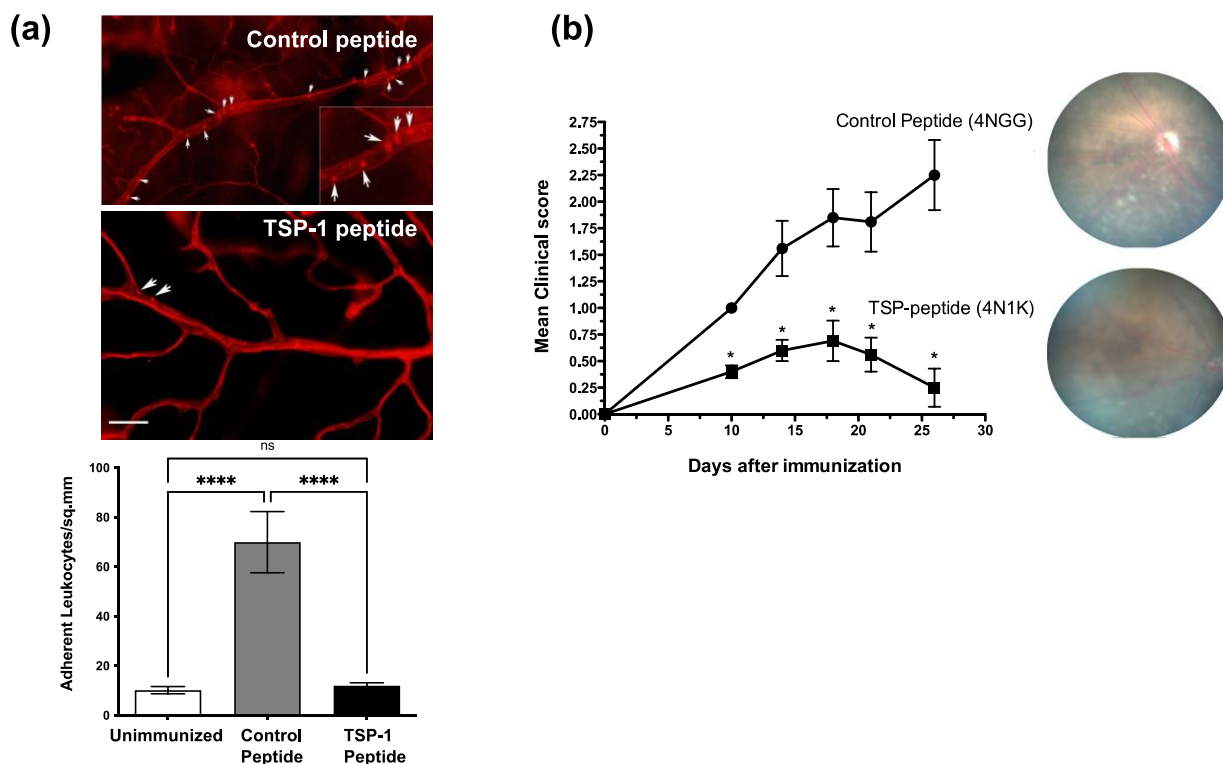 (a)
Control peptide
TSP-1 peptide
ns
**** ****
100
80
60
40
20
0
Adherent Leukocytes/sq.mm
Unimmunized Control Peptide TSP-1 Peptide
(b)
Control Peptide (4NGG)
TSP-peptide (4N1K)
2.75
2.50
2.25
2.00
1.75
1.50
1.25
1.00
0.75
0.50
0.25
0.00
Mean Clinical score
* * * * *
0 5 10 15 20 25 30
Days after immunization